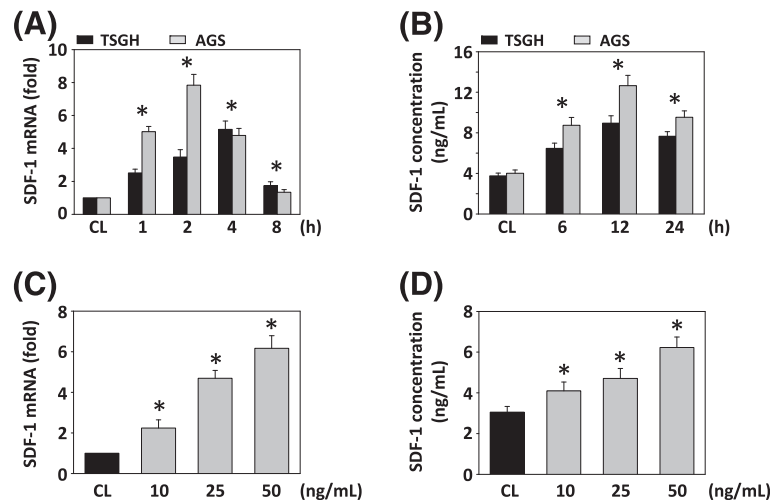 (A)
TSGH AGS
SDF-1 mRNA (fold)
10
8
6
4
2
0
* * * *
CL 1 2 4 8 (h)
(B)
TSGH AGS
SDF-1 concentration
(ng/mL)
16
12
8
4
0
* * *
CL 6 12 24 (h)
(C)
SDF-1 mRNA (fold)
8
6
4
2
0
* * *
CL 10 25 50 (ng/mL)
(D)
SDF-1 concentration
(ng/mL)
8
6
4
2
0
* * *
CL 10 25 50 (ng/mL)